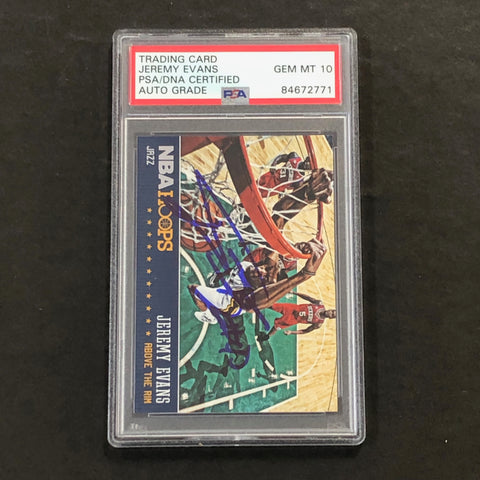 TRADING CARD
JEREMY EVANS GEM MT 10
PSA/DNA CERTIFIED
AUTO GRADE PSA 84672771
NBA HOOPS
JAZZ
JEREMY EVANS
ABOVE THE RIM
5